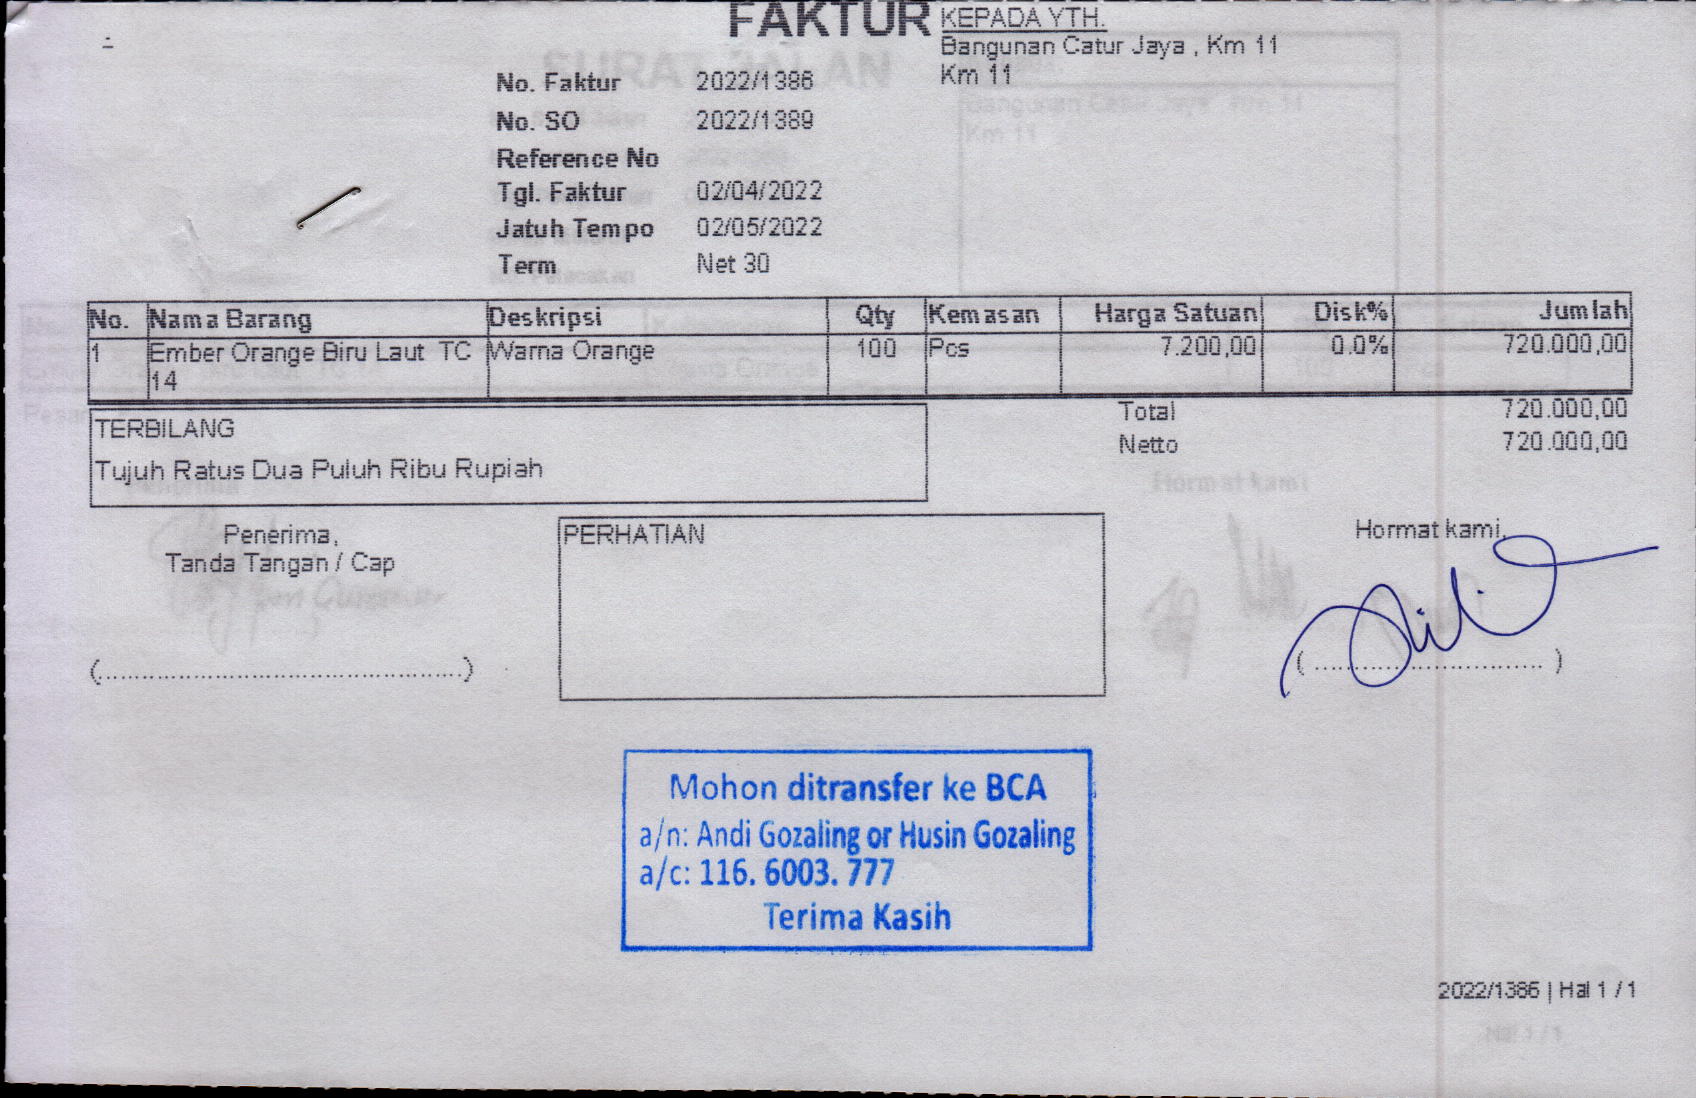 FAKTUR
KEPADA YTH.
Bangunan Catur Jaya , Km 11
Km 11
No. Faktur 2022/1386
No. SO 2022/1389
Reference No
Tgl. Faktur 02/04/2022
Jatuh Tempo 02/05/2022
Term Net 30
No. Nama Barang Deskripsi Qty Kemasan Harga Satuan Disk% Jumlah
1 Ember Orange Biru Laut TC Warna Orange 100 Pcs 7.200,00 0.0% 720.000,00
14
Total 720.000,00
Netto 720.000,00
TERBILANG
Tujuh Ratus Dua Puluh Ribu Rupiah
Penerima,
Tanda Tangan / Cap
(................................................)
PERHATIAN
Hormat kami,
( .............................. )
Mohon ditransfer ke BCA
a/n: Andi Gozaling or Husin Gozaling
a/c: 116. 6003. 777
Terima Kasih
2022/1386 | Hal 1 / 1